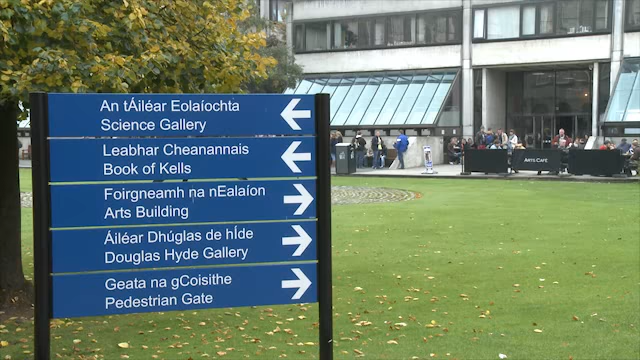 An tÁiléar Eolaíochta
Science Gallery
Leabhar Cheanannais
Book of Kells
Foirgneamh na nEalaíon
Arts Building
Áiléar Dhúglas de hÍde
Douglas Hyde Gallery
Geata na gCoisithe
Pedestrian Gate
ARTS CAFE